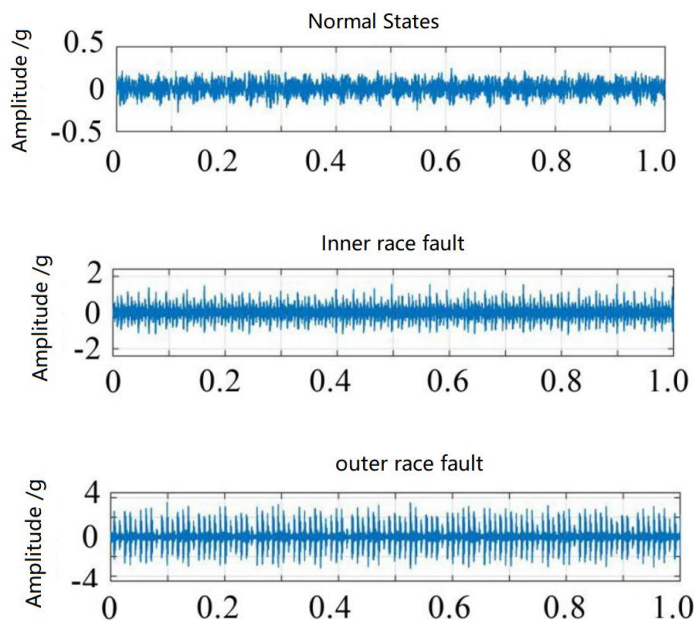 Normal States
Amplitude /g
0.5
0
-0.5
0 0.2 0.4 0.6 0.8 1.0
Inner race fault
Amplitude /g
2
0
-2
0 0.2 0.4 0.6 0.8 1.0
outer race fault
Amplitude /g
4
0
-4
0 0.2 0.4 0.6 0.8 1.0